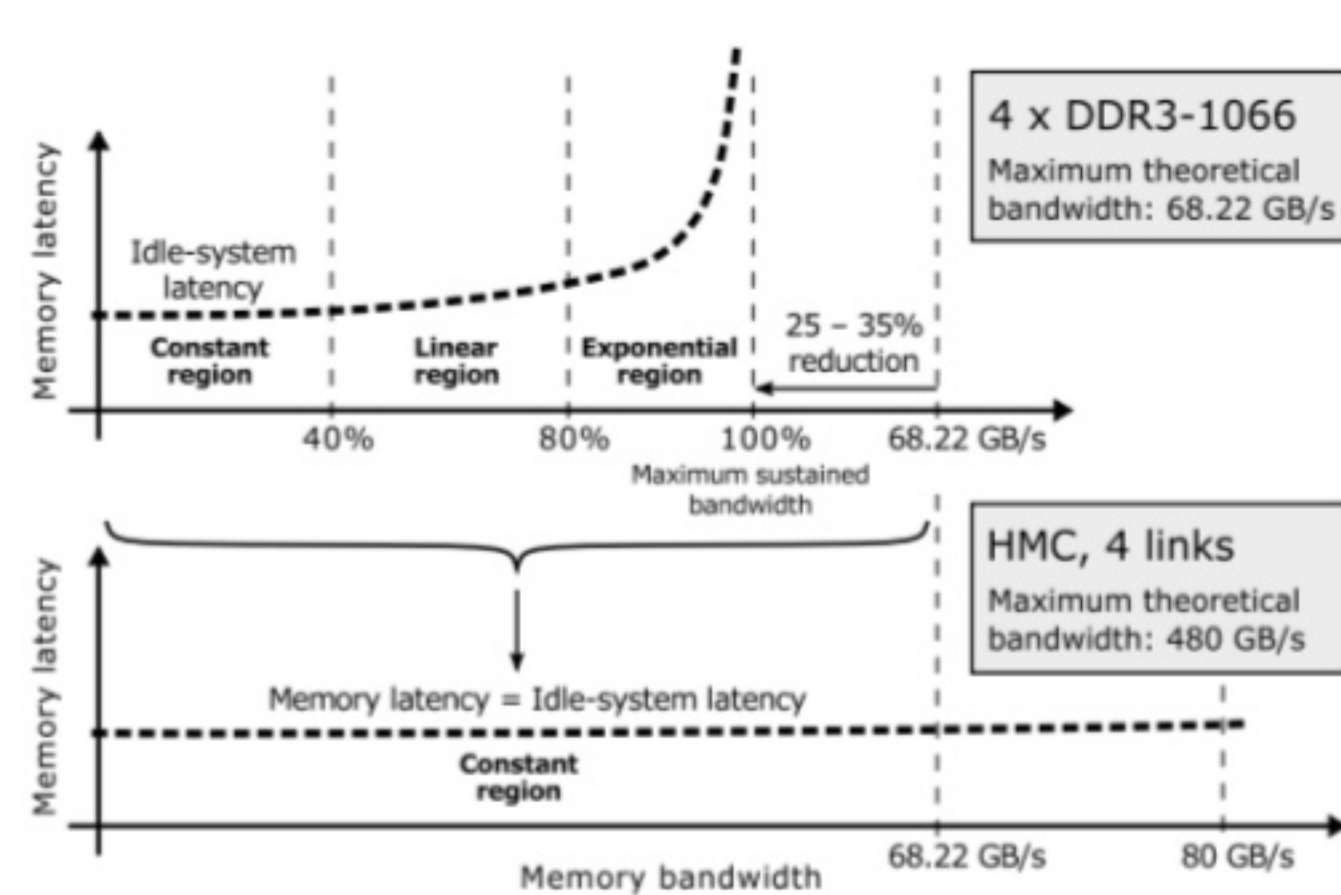 4 x DDR3-1066
Maximum theoretical
bandwidth: 68.22 GB/s
Memory latency
Idle-system
latency
Constant
region
Linear
region
Exponential
region
25 – 35%
reduction
40%
80%
100%
68.22 GB/s
Maximum sustained
bandwidth
HMC, 4 links
Maximum theoretical
bandwidth: 480 GB/s
Memory latency
Memory latency = Idle-system latency
Constant
region
68.22 GB/s
80 GB/s
Memory bandwidth